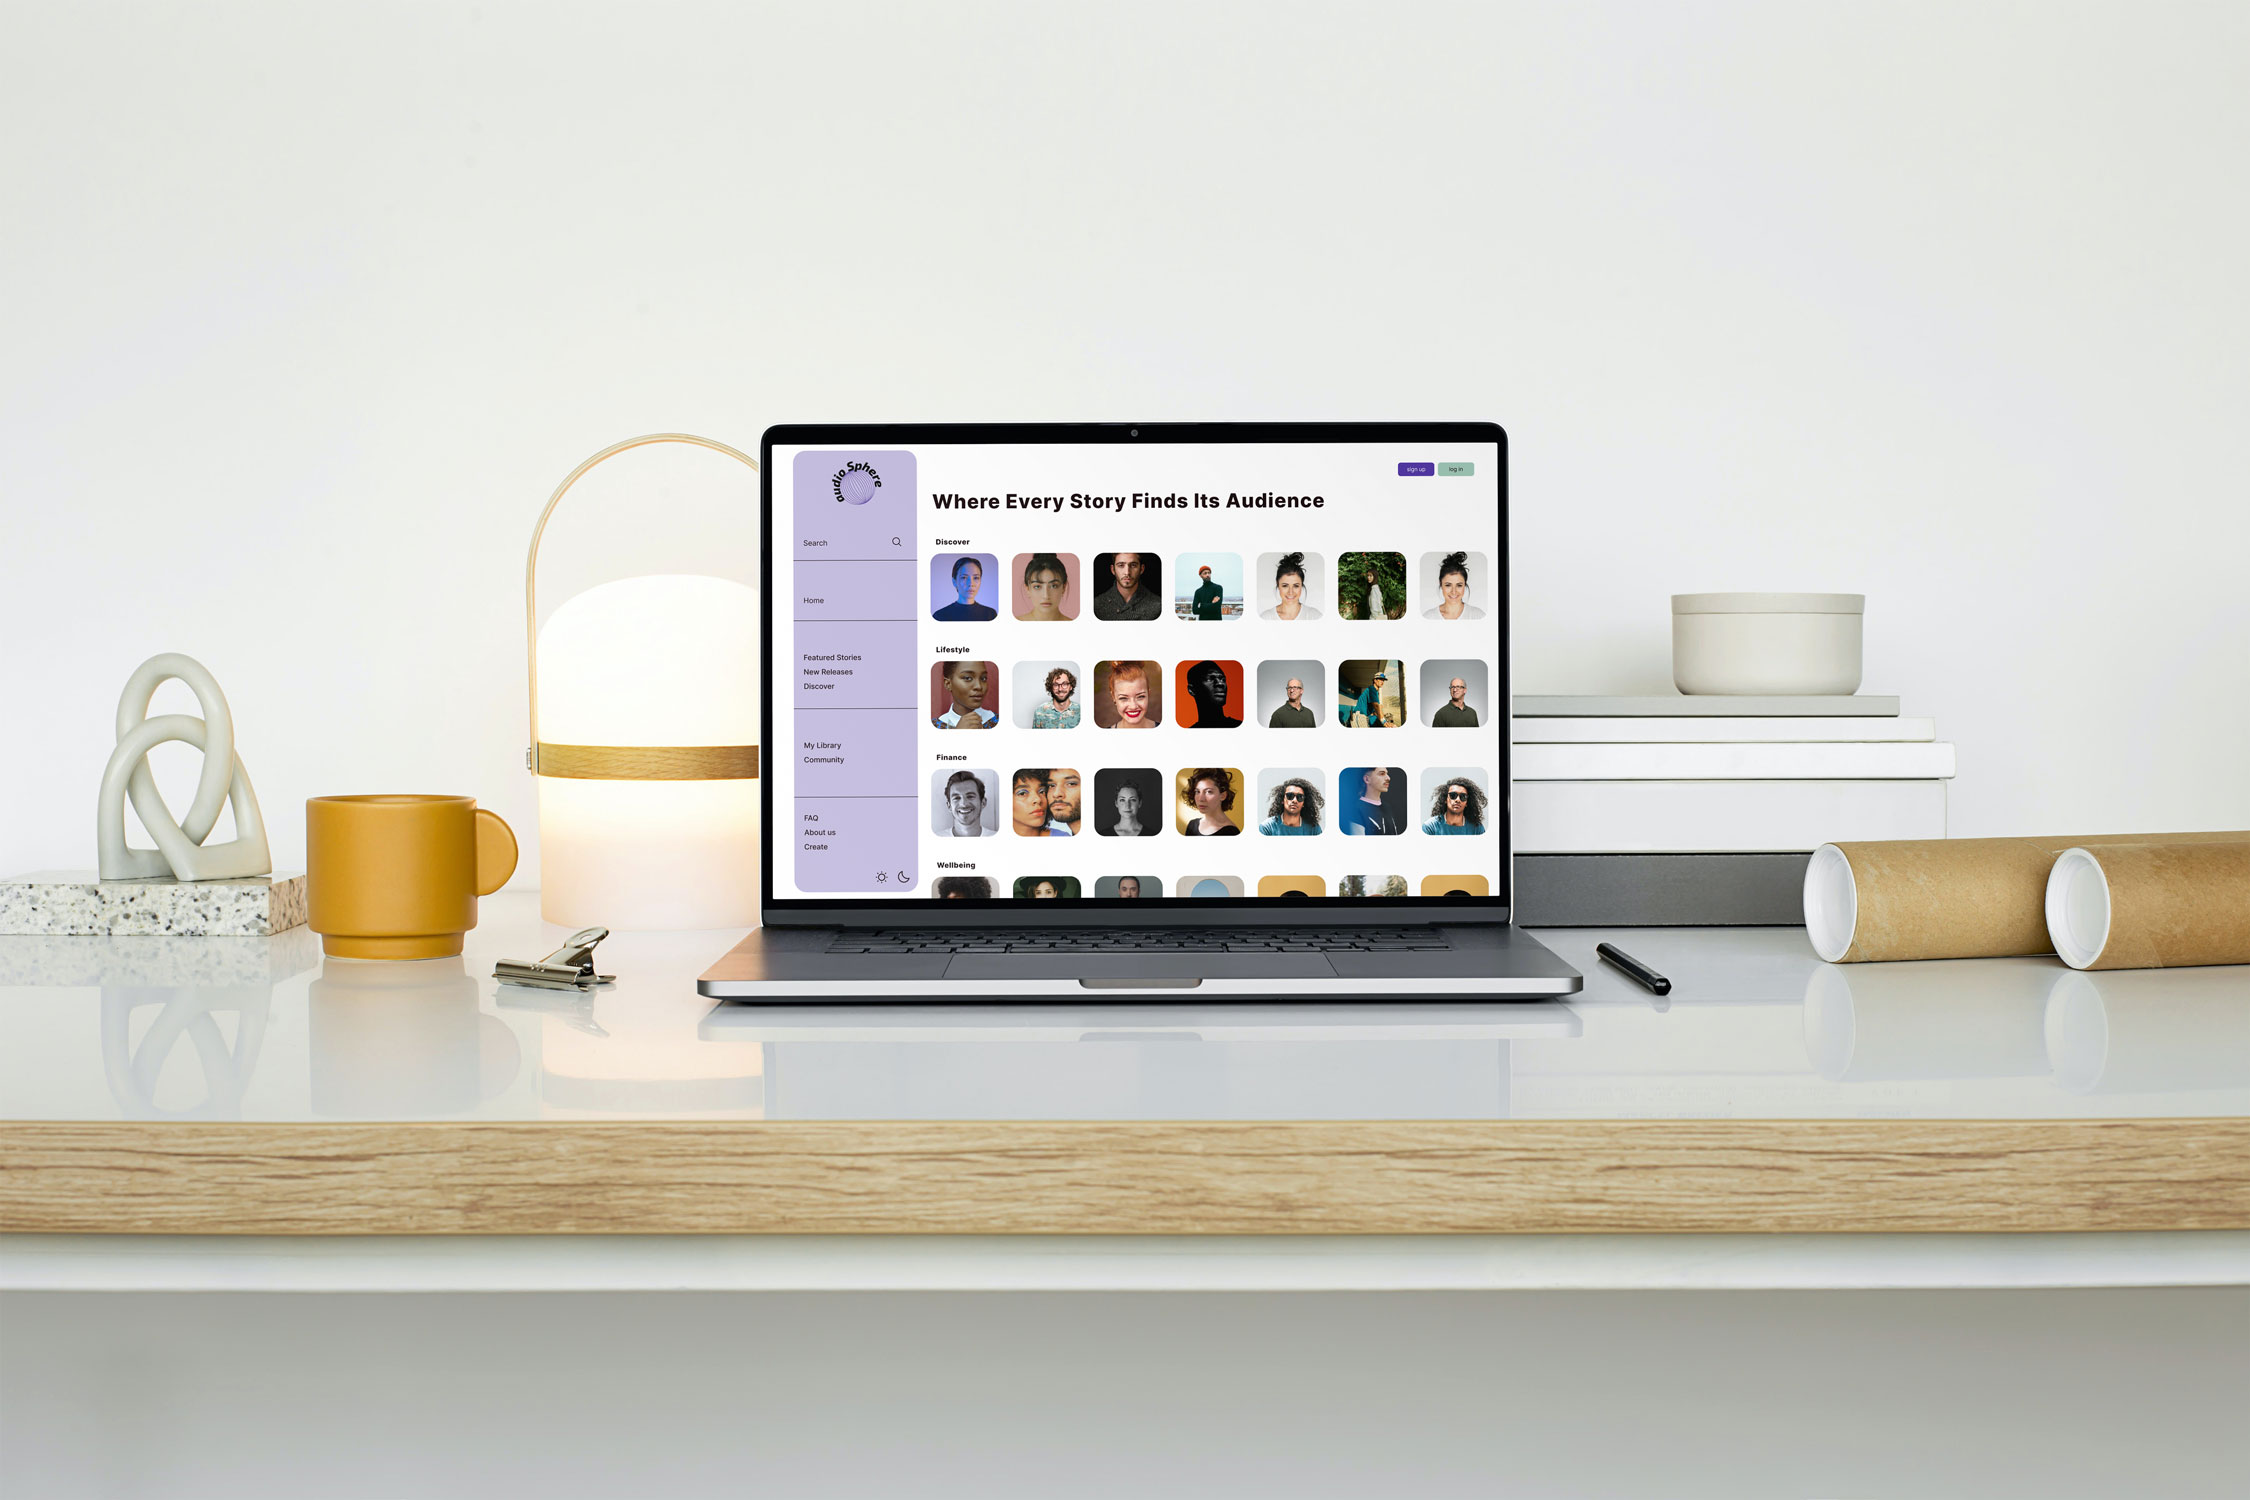 audio Sphere
Search
Home
Featured Stories
New Releases
Discover
My Library
Community
FAQ
About us
Create
sign up
log in
Where Every Story Finds Its Audience
Discover
Lifestyle
Finance
Wellbeing